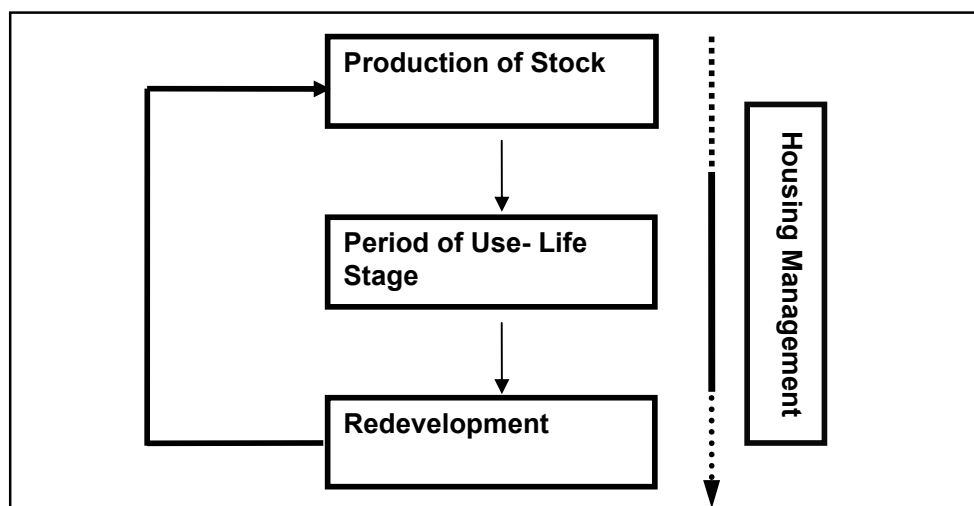 Production of Stock
Period of Use- Life
Stage
Redevelopment
Housing Management